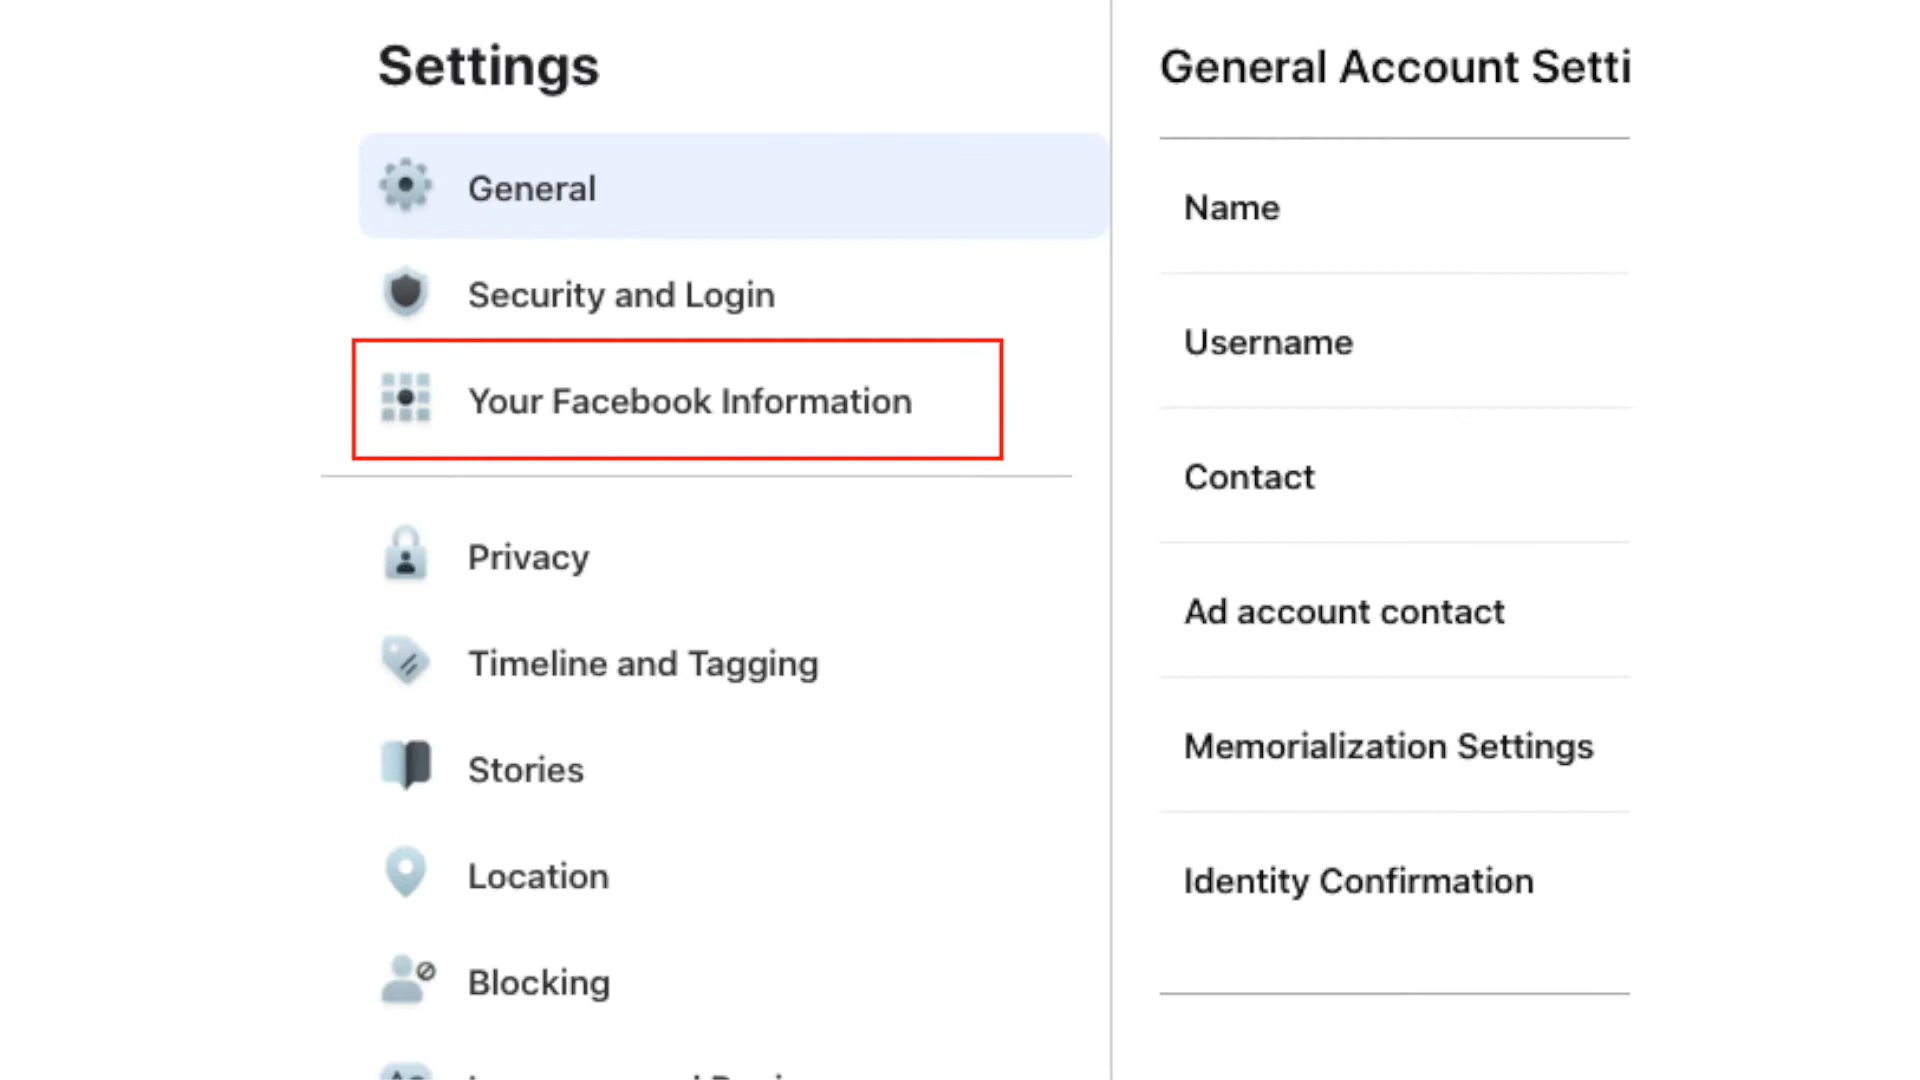 Settings
General
Security and Login
Your Facebook Information
Privacy
Timeline and Tagging
Stories
Location
Blocking
General Account Setti
Name
Username
Contact
Ad account contact
Memorialization Settings
Identity Confirmation